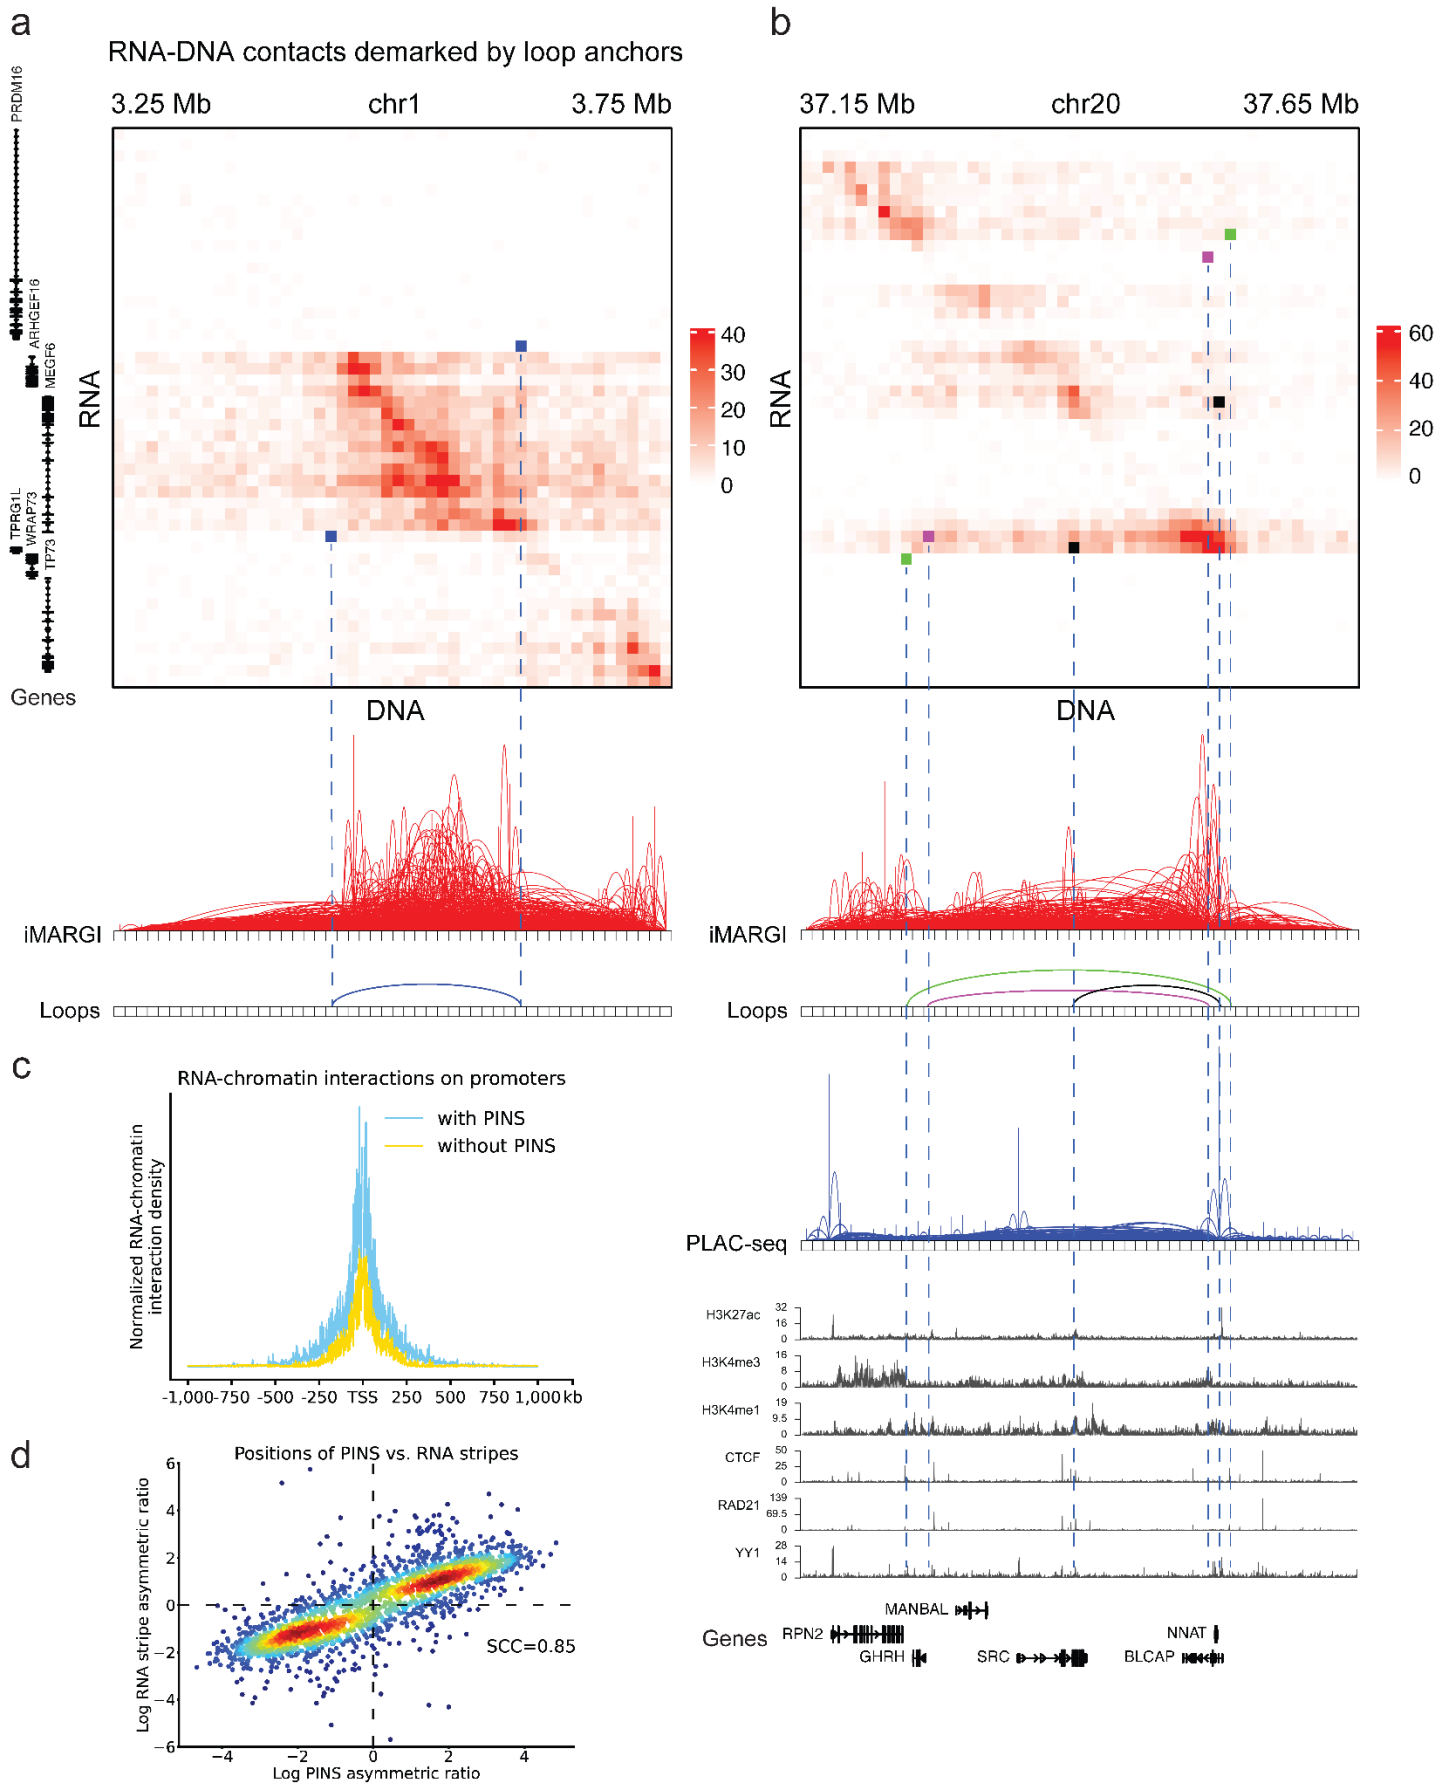 a
b
RNA-DNA contacts demarked by loop anchors
3.25 Mb chr1 3.75 Mb
37.15 Mb chr20 37.65 Mb
PRDM16
ARHGEF16
MEGF6
TPRG1L
WRAP73
TP73
Genes
RNA
DNA
40
30
20
10
0
RNA
DNA
60
40
20
0
iMARGI
Loops
iMARGI
Loops
c
RNA-chromatin interactions on promoters
with PINS
without PINS
Normalized RNA-chromatin
interaction density
-1,000 -750 -500 -250 TSS 250 500 750 1,000 kb
PLAC-seq
H3K27ac 32 16 0
H3K4me3 16 8 0
H3K4me1 19 9.5 0
CTCF 50 25 0
RAD21 139 69.5 0
YY1 28 14 0
MANBAL
RPN2
NNAT
Genes
GHRH
SRC
BLCAP
d
Positions of PINS vs. RNA stripes
Log RNA stripe asymmetric ratio
6
4
2
0
−2
−4
−6
SCC=0.85
−4 −2 0 2 4
Log PINS asymmetric ratio